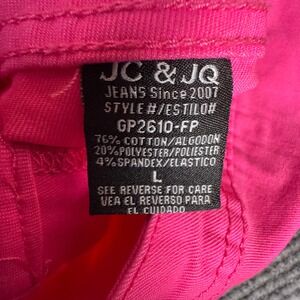 JC & JQ
JEANS Since 2007
STYLE#/ESTILO#
GP2610-FP
76% COTTON/ALGODON
20% POLYESTER/POLIESTER
4% SPANDEX/ELASTICO
L
SEE REVERSE FOR CARE
VEA EL REVERSO PARA
EL CUIDADO